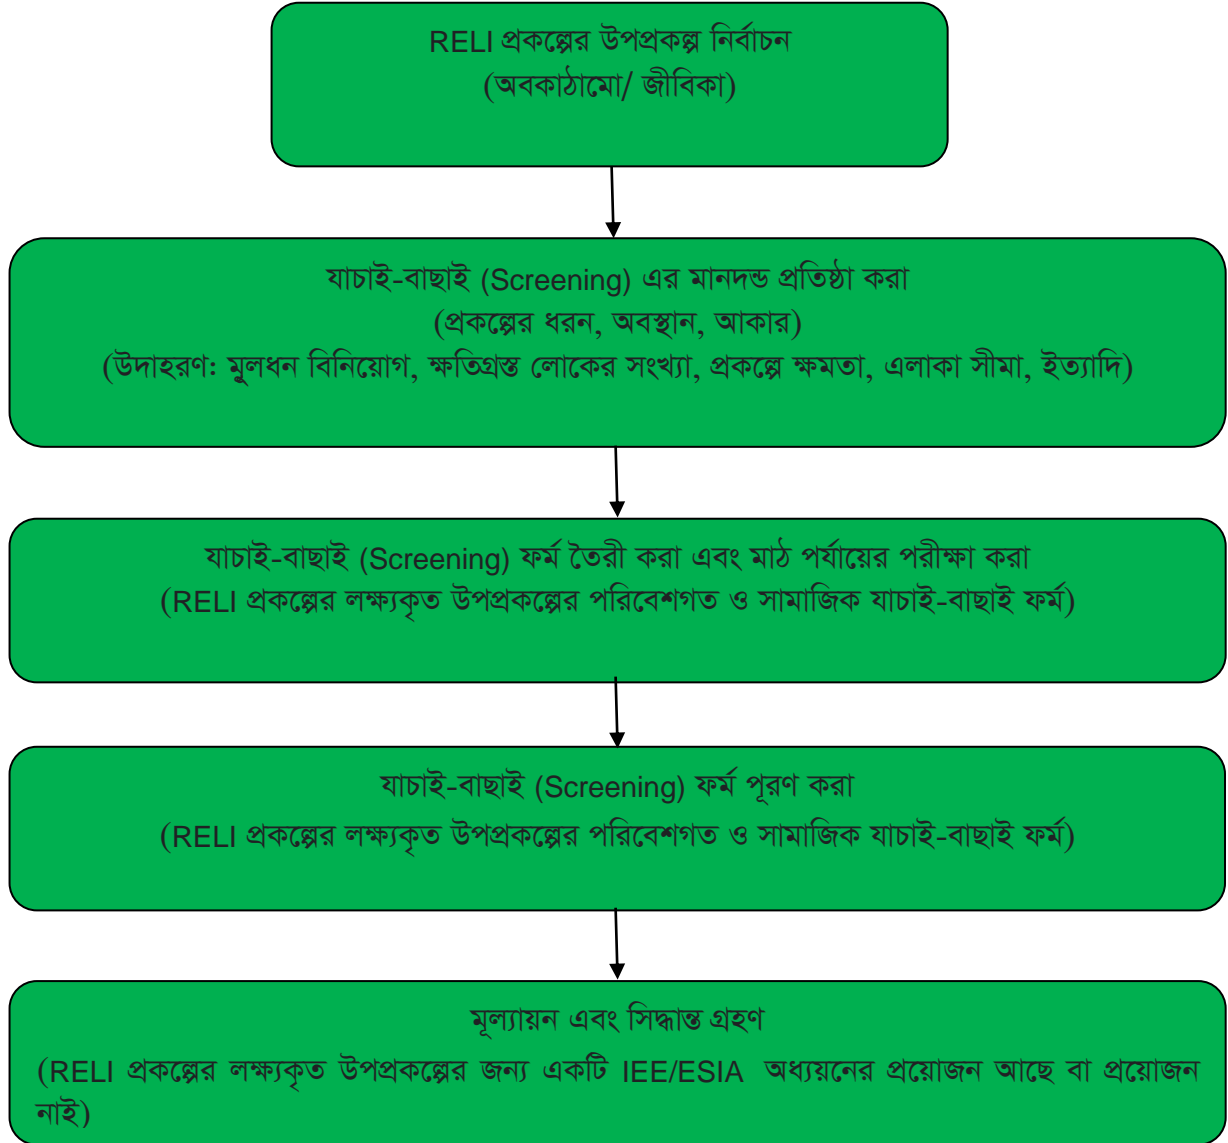 RELI প্রকল্পের উপপ্রকল্প নির্বাচন
(অবকাঠামো/ জীবিকা)
যাচাই-বাছাই (Screening) এর মানদন্ড প্রতিষ্ঠা করা
(প্রকল্পের ধরন, অবস্থান, আকার)
(উদাহরণ: মুলধন বিনিয়োগ, ক্ষতিগ্রস্ত লোকের সংখ্যা, প্রকল্পে ক্ষমতা, এলাকা সীমা, ইত্যাদি)
যাচাই-বাছাই (Screening) ফর্ম তৈরী করা এবং মাঠ পর্যায়ের পরীক্ষা করা
(RELI প্রকল্পের লক্ষ্যকৃত উপপ্রকল্পের পরিবেশগত ও সামাজিক যাচাই-বাছাই ফর্ম)
যাচাই-বাছাই (Screening) ফর্ম পূরণ করা
(RELI প্রকল্পের লক্ষ্যকৃত উপপ্রকল্পের পরিবেশগত ও সামাজিক যাচাই-বাছাই ফর্ম)
মূল্যায়ন এবং সিদ্ধান্ত গ্রহণ
(RELI প্রকল্পের লক্ষ্যকৃত উপপ্রকল্পের জন্য একটি IEE/ESIA অধ্যয়নের প্রয়োজন আছে বা প্রয়োজন
নাই)